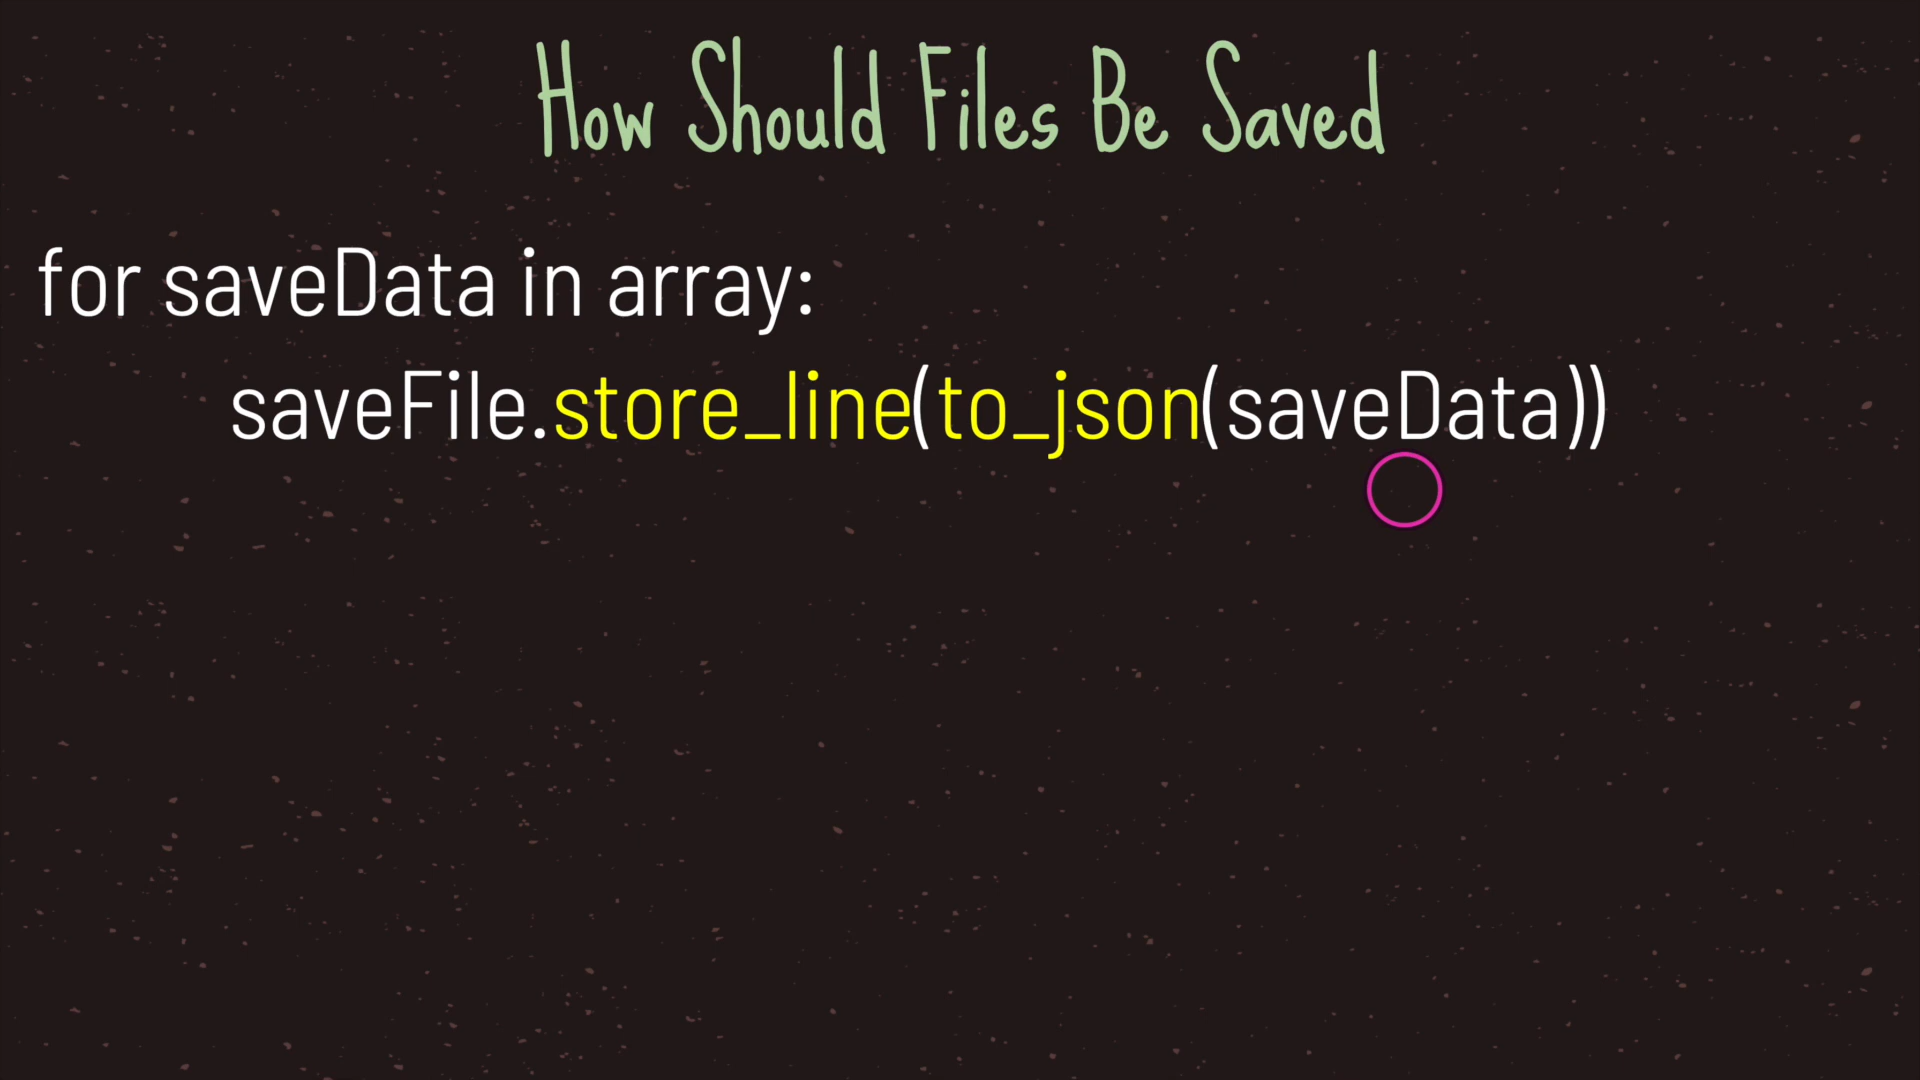 How Should Files Be Saved
for saveData in array:
saveFile.store_line(to_json(saveData))